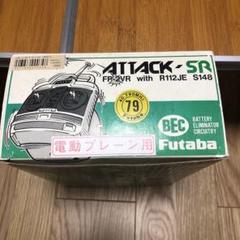 ATTACK-SR
FP-2VR with R112JE S148
79
BEC
BATTERY
ELIMINATOR
CIRCUITRY
電動プレーン用
Futaba